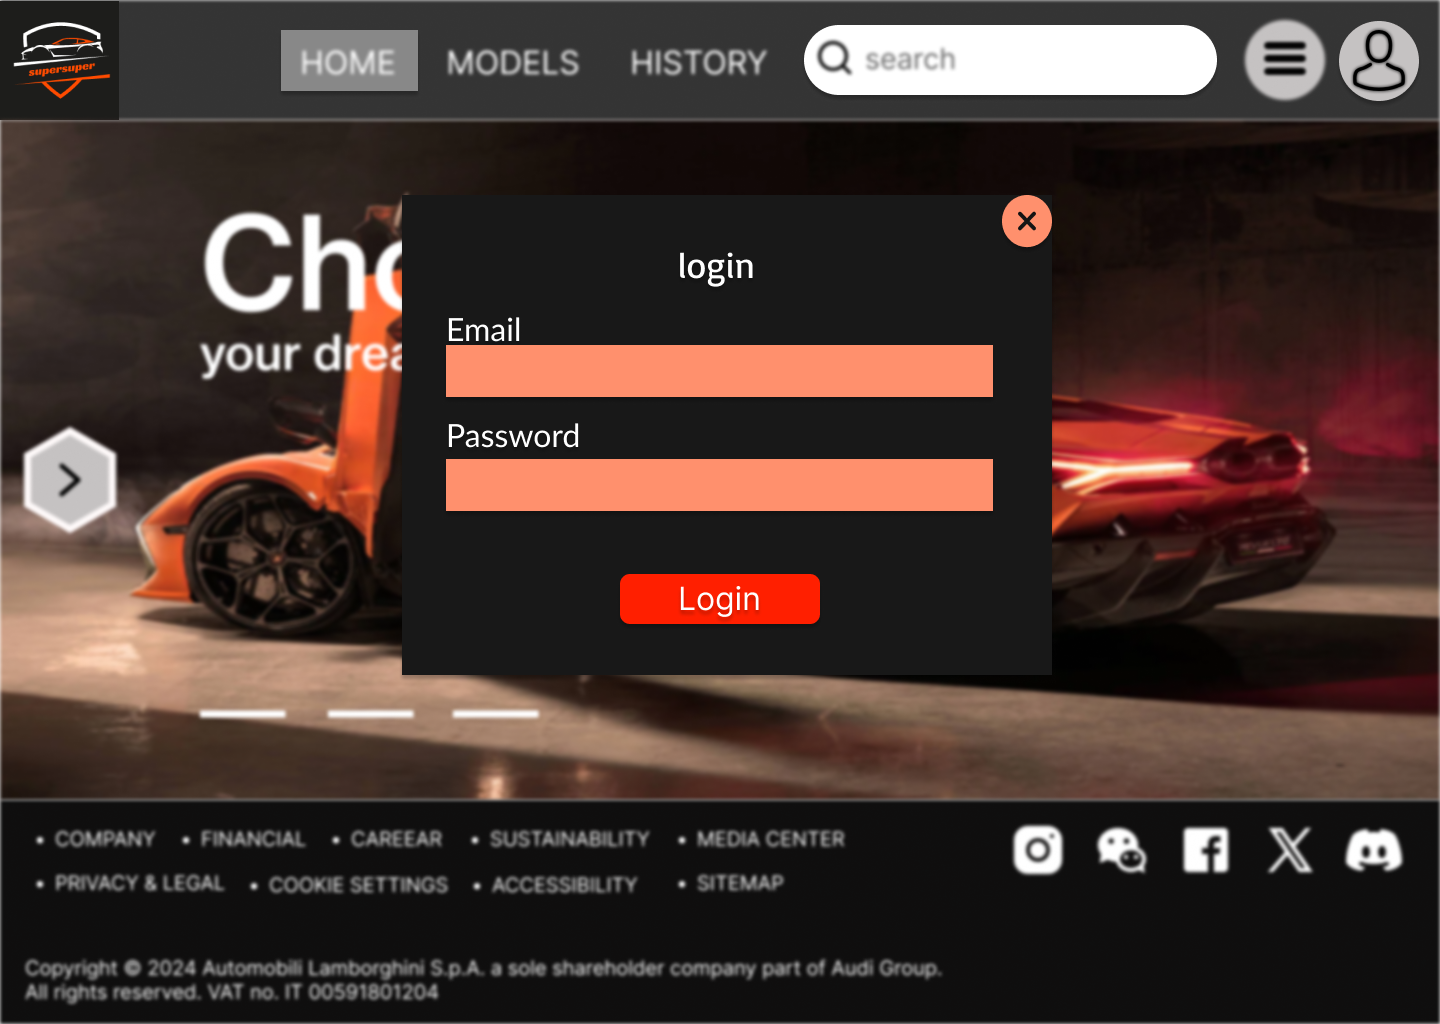 supersuper
HOME
MODELS
HISTORY
search
Cho
your drea
login
Email
Password
Login
• COMPANY • FINANCIAL • CAREEAR • SUSTAINABILITY • MEDIA CENTER
• PRIVACY & LEGAL • COOKIE SETTINGS • ACCESSIBILITY • SITEMAP
Copyright © 2024 Automobili Lamborghini S.p.A. a sole shareholder company part of Audi Group.
All rights reserved. VAT no. IT 00591801204